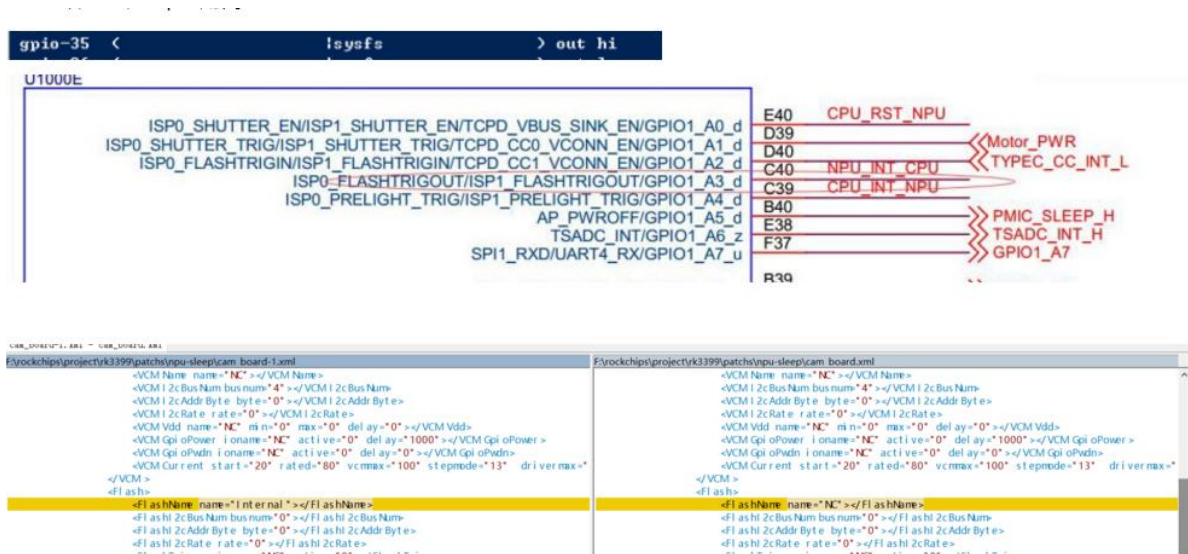 gpio-35 ( |sysfs ) out hi
U1000E
ISP0_SHUTTER_EN/ISP1_SHUTTER_EN/TCPD_VBUS_SINK_EN/GPIO1_A0_d E40 CPU_RST_NPU
ISP0_SHUTTER_TRIG/ISP1_SHUTTER_TRIG/TCPD_CC0_VCONN_EN/GPIO1_A1_d D39 Motor_PWR
ISP0_FLASHTRIGIN/ISP1_FLASHTRIGIN/TCPD_CC1_VCONN_EN/GPIO1_A2_d D40 TYPEC_CC_INT_L
ISP0_FLASHTRIGOUT/ISP1_FLASHTRIGOUT/GPIO1_A3_d C40 NPU_INT_CPU
ISP0_PRELIGHT_TRIG/ISP1_PRELIGHT_TRIG/GPIO1_A4_d C39 CPU_INT_NPU
AP_PWROFF/GPIO1_A5_d B40 PMIC_SLEEP_H
TSADC_INT/GPIO1_A6_z E38 TSADC_INT_H
SPI1_RXD/UART4_RX/GPIO1_A7_u F37 GPIO1_A7
B39
cam_board-1.xml - cam_board.xml
F:\rockchips\project\rk3399\patchs\npu-sleep\cam board-1.xml
<VCMName name="NC"></VCMName>
<VCMI2cBusNum busnum="4"></VCMI2cBusNum>
<VCMI2cAddrByte byte="0"></VCMI2cAddrByte>
<VCMI2cRate rate="0"></VCMI2cRate>
<VCMVdd name="NC" min="0" max="0" delay="0"></VCMVdd>
<VCMGpioPower ioname="NC" active="0" delay="1000"></VCMGpioPower>
<VCMGpioPwdn ioname="NC" active="0" delay="0"></VCMGpioPwdn>
<VCMCurrent start="20" rated="80" vcmmax="100" stepmode="13" drivermax="
</VCM>
<Flash>
<FlashName name="Internal"></FlashName>
<FlashI2cBusNum busnum="0"></FlashI2cBusNum>
<FlashI2cAddrByte byte="0"></FlashI2cAddrByte>
<FlashI2cRate rate="0"></FlashI2cRate>
F:\rockchips\project\rk3399\patchs\npu-sleep\cam board.xml
<VCMName name="NC"></VCMName>
<VCMI2cBusNum busnum="4"></VCMI2cBusNum>
<VCMI2cAddrByte byte="0"></VCMI2cAddrByte>
<VCMI2cRate rate="0"></VCMI2cRate>
<VCMVdd name="NC" min="0" max="0" delay="0"></VCMVdd>
<VCMGpioPower ioname="NC" active="0" delay="1000"></VCMGpioPower>
<VCMGpioPwdn ioname="NC" active="0" delay="0"></VCMGpioPwdn>
<VCMCurrent start="20" rated="80" vcmmax="100" stepmode="13" drivermax="
</VCM>
<Flash>
<FlashName name="NC"></FlashName>
<FlashI2cBusNum busnum="0"></FlashI2cBusNum>
<FlashI2cAddrByte byte="0"></FlashI2cAddrByte>
<FlashI2cRate rate="0"></FlashI2cRate>